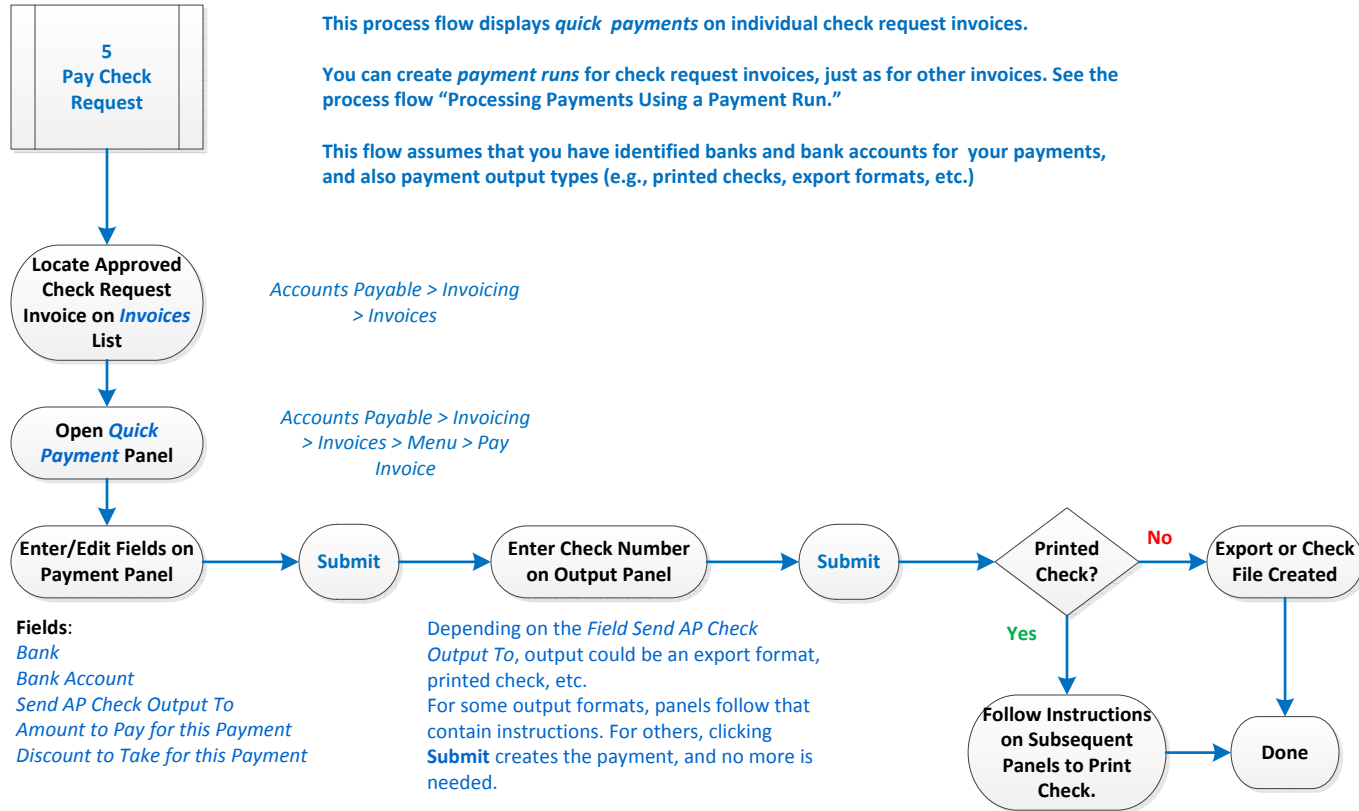 5
Pay Check
Request
This process flow displays quick payments on individual check request invoices.
You can create payment runs for check request invoices, just as for other invoices. See the
process flow “Processing Payments Using a Payment Run.”
This flow assumes that you have identified banks and bank accounts for your payments,
and also payment output types (e.g., printed checks, export formats, etc.)
Locate Approved
Check Request
Invoice on Invoices
List
Accounts Payable > Invoicing
> Invoices
Open Quick
Payment Panel
Accounts Payable > Invoicing
> Invoices > Menu > Pay
Invoice
Enter/Edit Fields on
Payment Panel
Submit
Enter Check Number
on Output Panel
Submit
Printed
Check?
No
Export or Check
File Created
Yes
Fields:
Bank
Bank Account
Send AP Check Output To
Amount to Pay for this Payment
Discount to Take for this Payment
Depending on the Field Send AP Check
Output To, output could be an export format,
printed check, etc.
For some output formats, panels follow that
contain instructions. For others, clicking
Submit creates the payment, and no more is
needed.
Follow Instructions
on Subsequent
Panels to Print
Check.
Done